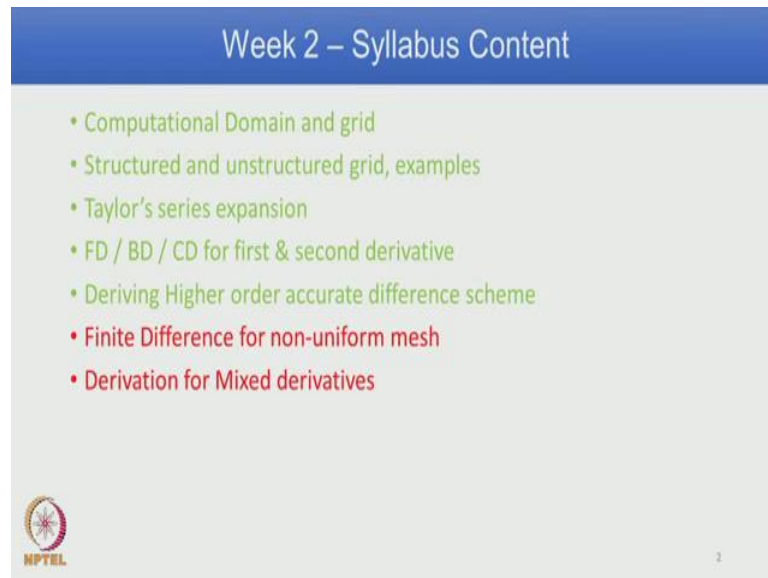 Week 2 – Syllabus Content
• Computational Domain and grid
• Structured and unstructured grid, examples
• Taylor's series expansion
• FD / BD / CD for first & second derivative
• Deriving Higher order accurate difference scheme
• Finite Difference for non-uniform mesh
• Derivation for Mixed derivatives
NPTEL
2